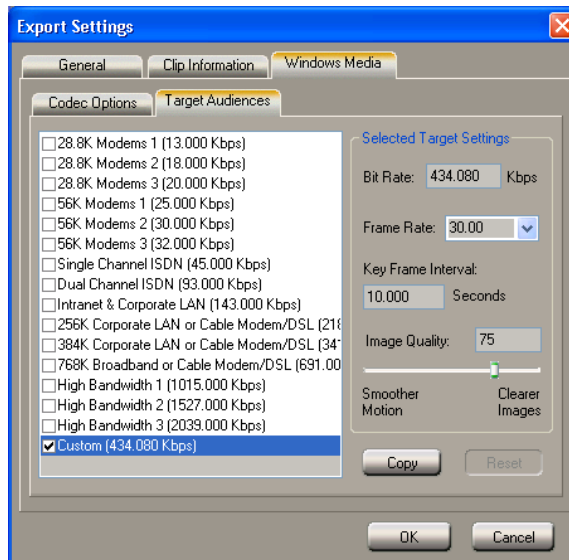 Export Settings
General
Clip Information
Windows Media
Codec Options
Target Audiences
28.8K Modems 1 (13.000 Kbps)
28.8K Modems 2 (18.000 Kbps)
28.8K Modems 3 (20.000 Kbps)
56K Modems 1 (25.000 Kbps)
56K Modems 2 (30.000 Kbps)
56K Modems 3 (32.000 Kbps)
Single Channel ISDN (45.000 Kbps)
Dual Channel ISDN (93.000 Kbps)
Intranet & Corporate LAN (143.000 Kbps)
256K Corporate LAN or Cable Modem/DSL (218
384K Corporate LAN or Cable Modem/DSL (34
768K Broadband or Cable Modem/DSL (691.00
High Bandwidth 1 (1015.000 Kbps)
High Bandwidth 2 (1527.000 Kbps)
High Bandwidth 3 (2039.000 Kbps)
Custom (434.080 Kbps)
Selected Target Settings
Bit Rate: 434.080 Kbps
Frame Rate: 30.00
Key Frame Interval:
10.000 Seconds
Image Quality: 75
Smoother Motion
Clearer Images
Copy
Reset
OK
Cancel